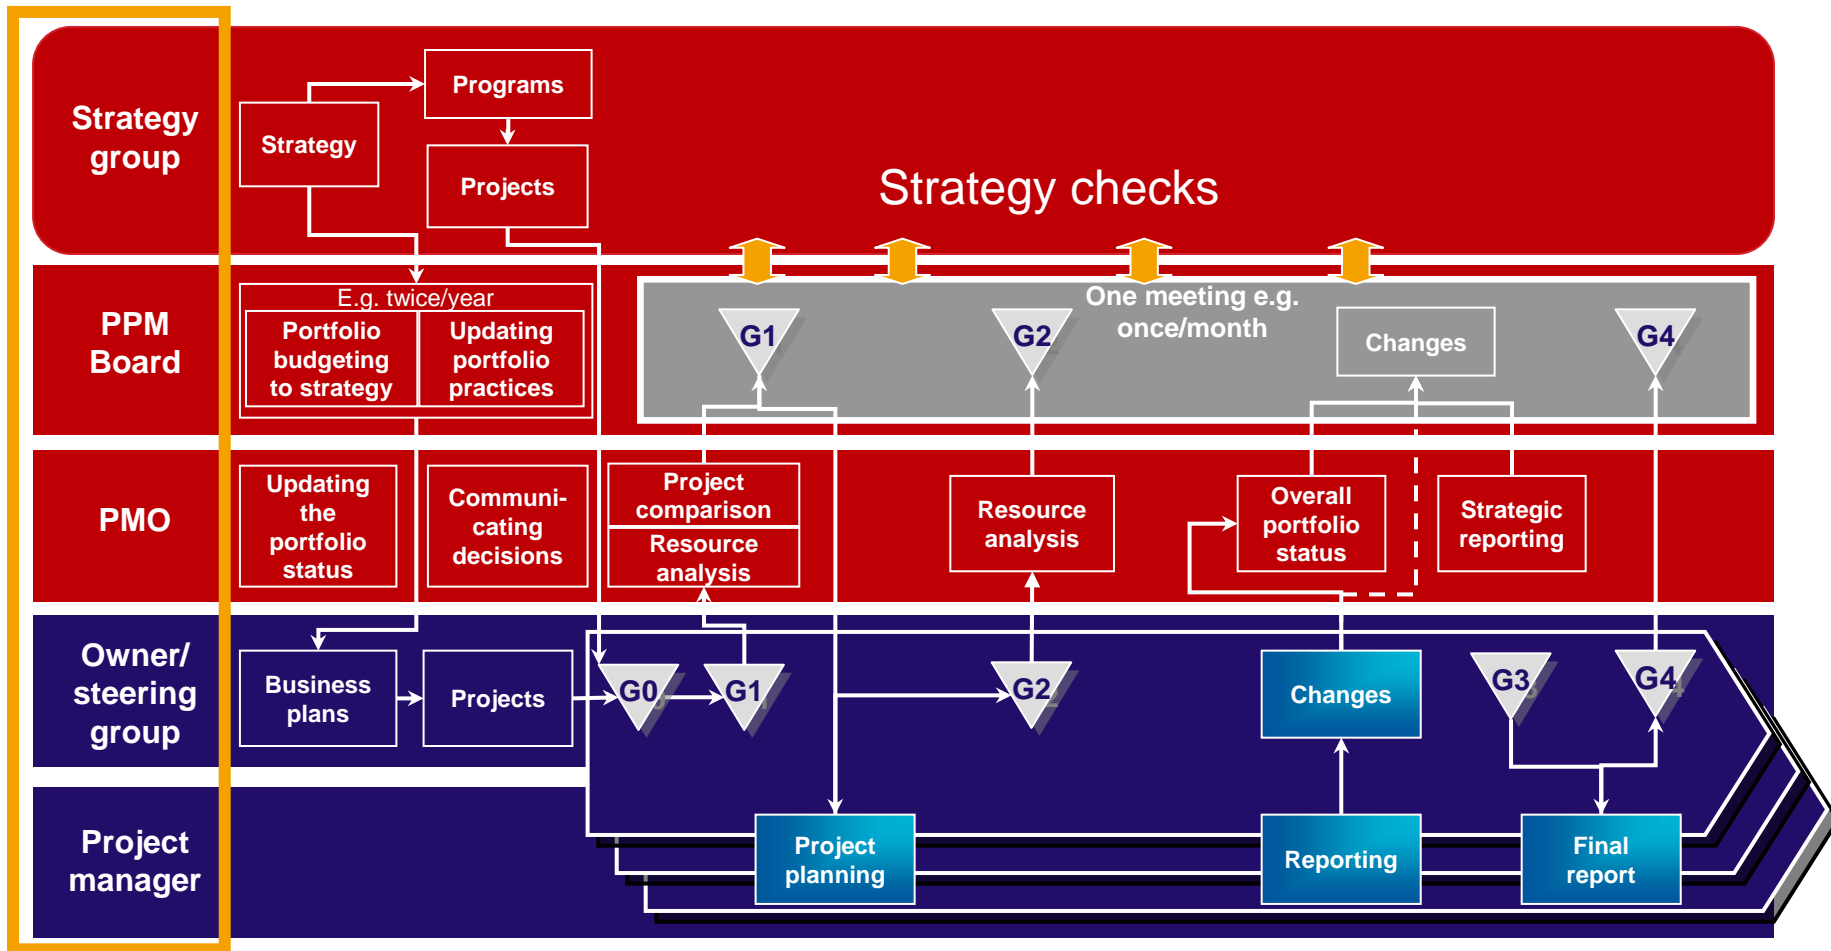 Strategy
group
Strategy
Programs
Projects
Strategy checks
PPM
Board
E.g. twice/year
Portfolio
budgeting
to strategy
Updating
portfolio
practices
One meeting e.g.
once/month
G1
G2
Changes
G4
PMO
Updating
the
portfolio
status
Communi-
cating
decisions
Project
comparison
Resource
analysis
Resource
analysis
Overall
portfolio
status
Strategic
reporting
Owner/
steering
group
Business
plans
Projects
G0
G1
G2
Changes
G3
G4
Project
manager
Project
planning
Reporting
Final
report